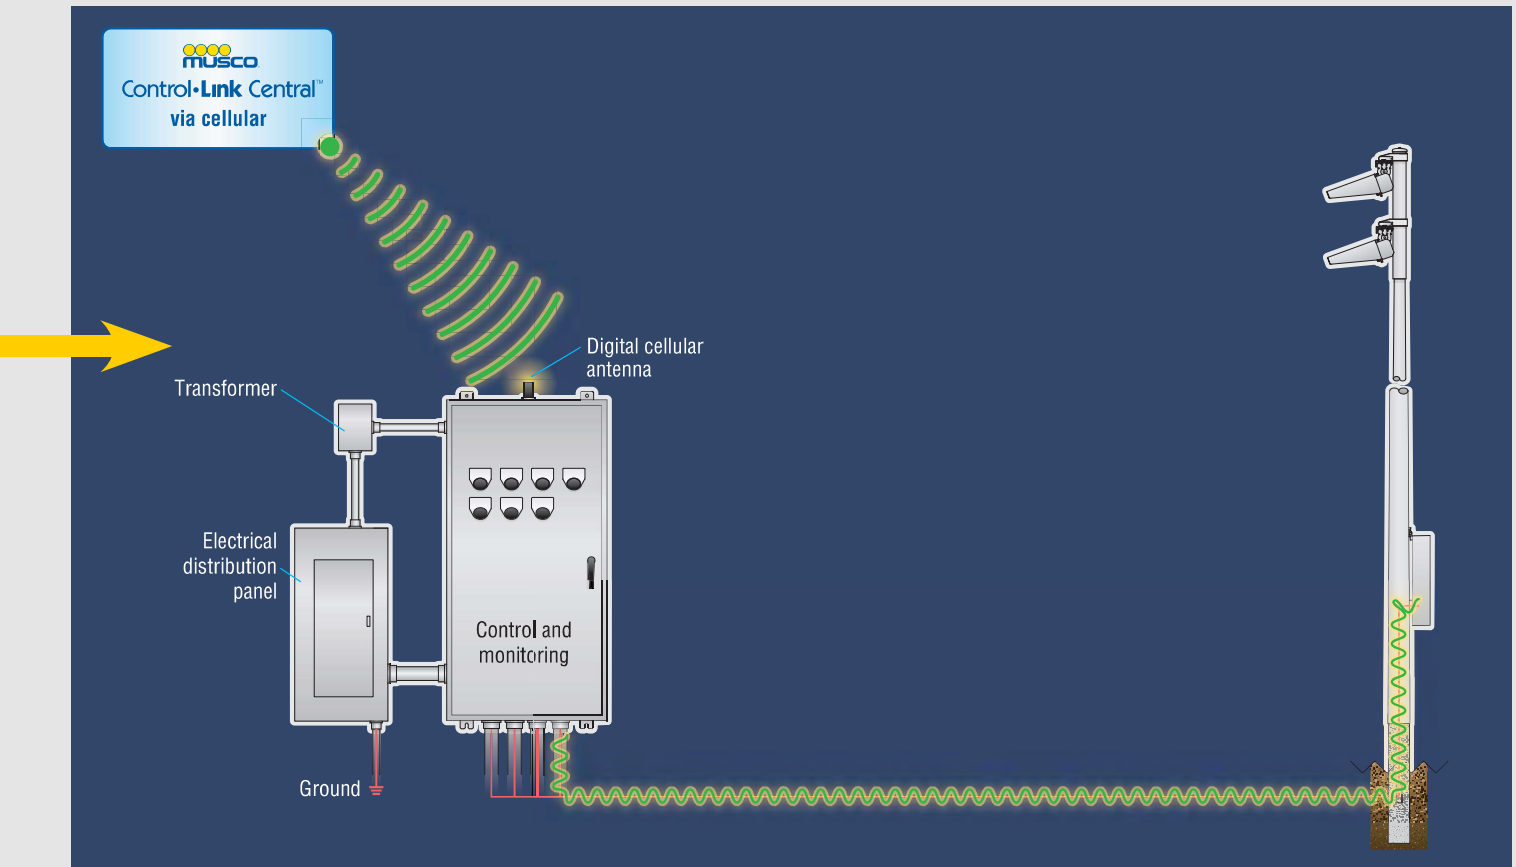 musco
Control•Link Central™
via cellular
Digital cellular
antenna
Transformer
Electrical
distribution
panel
Control and
monitoring
Ground